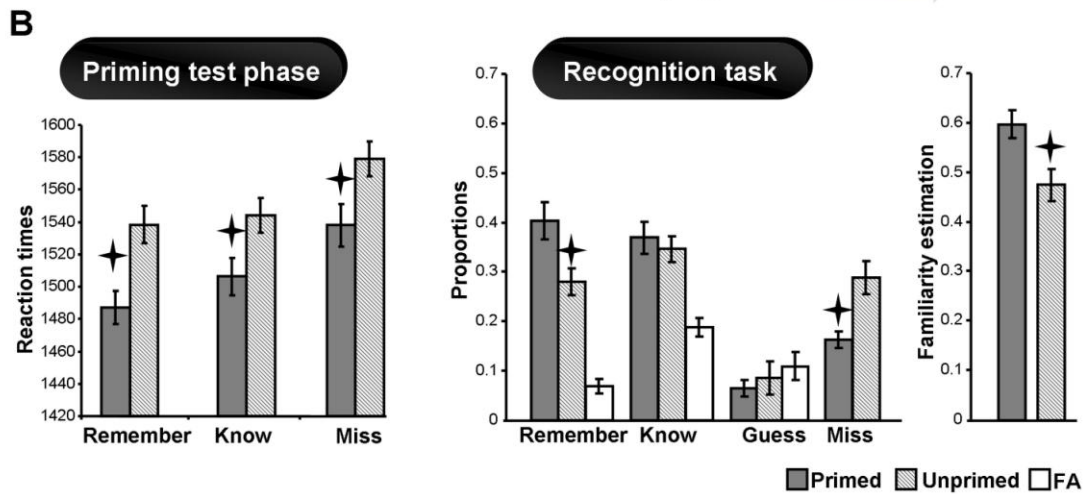 B
Priming test phase
Reaction times
1600
1580
1560
1540
1520
1500
1480
1460
1440
1420
Remember Know Miss
Recognition task
Proportions
0.7
0.6
0.5
0.4
0.3
0.2
0.1
0
Remember Know Guess Miss
Familiarity estimation
0.7
0.6
0.5
0.4
0.3
0.2
0.1
0
Primed Unprimed FA